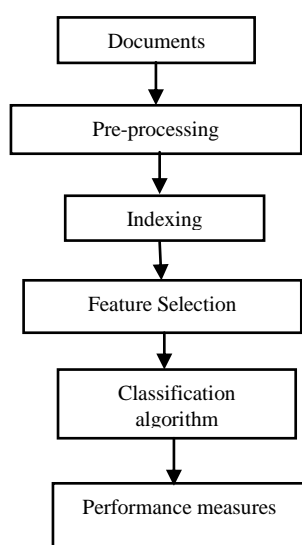 Documents
Pre-processing
Indexing
Feature Selection
Classification
algorithm
Performance measures